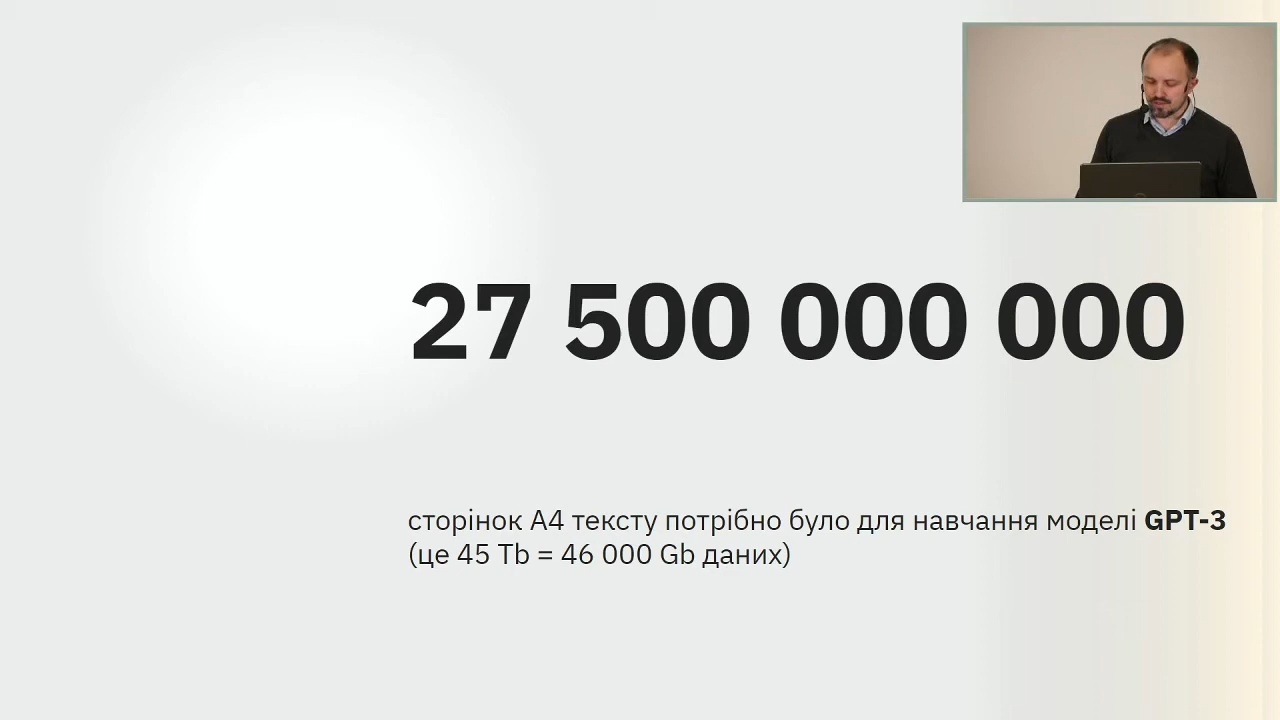 27 500 000 000
сторінок А4 тексту потрібно було для навчання моделі GPT-3
(це 45 Tb = 46 000 Gb даних)